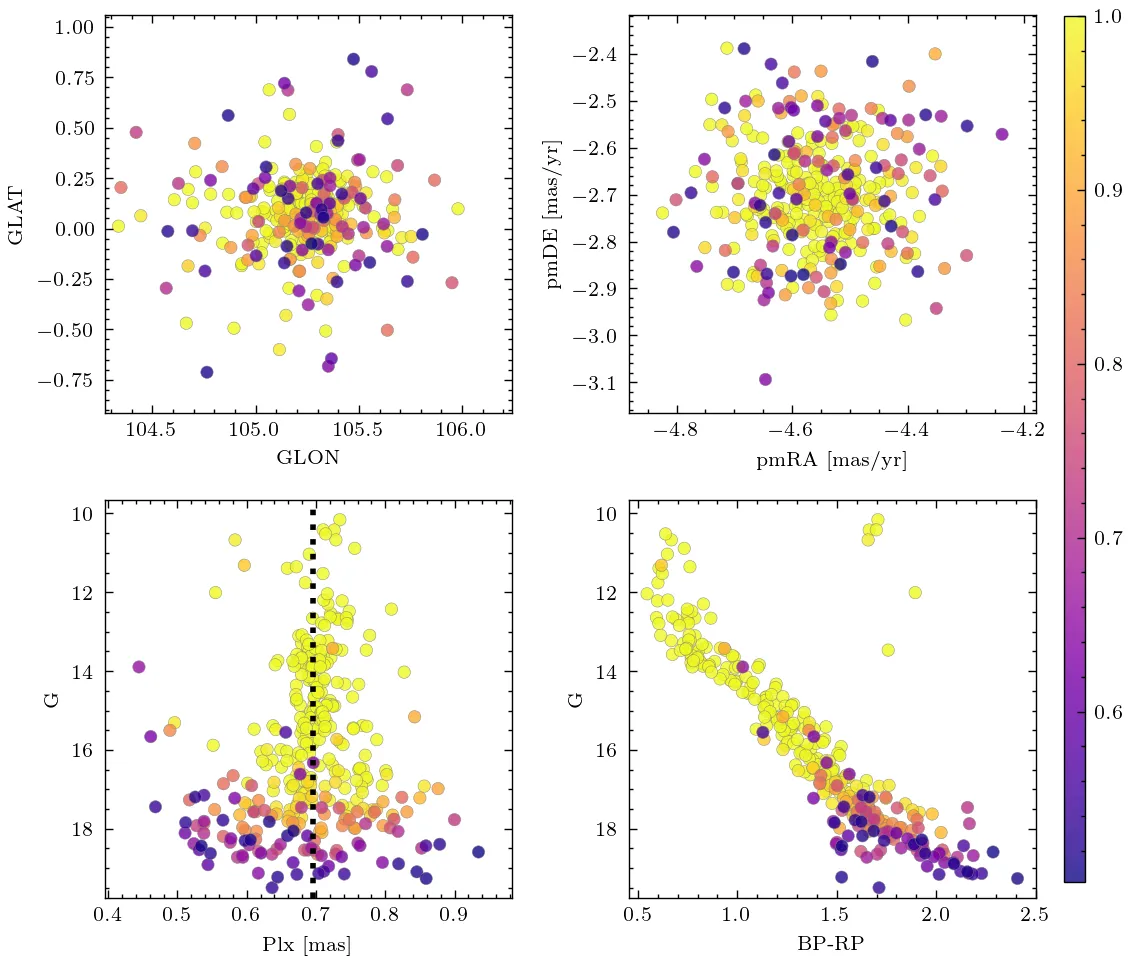 1.00
0.75
0.50
0.25
0.00
−0.25
−0.50
−0.75
GLAT
104.5 105.0 105.5 106.0
GLON
−2.4
−2.5
−2.6
−2.7
−2.8
−2.9
−3.0
−3.1
pmDE [mas/yr]
−4.8 −4.6 −4.4 −4.2
pmRA [mas/yr]
10
12
14
16
18
G
0.4 0.5 0.6 0.7 0.8 0.9
Plx [mas]
10
12
14
16
18
G
0.5 1.0 1.5 2.0 2.5
BP-RP
1.0
0.9
0.8
0.7
0.6